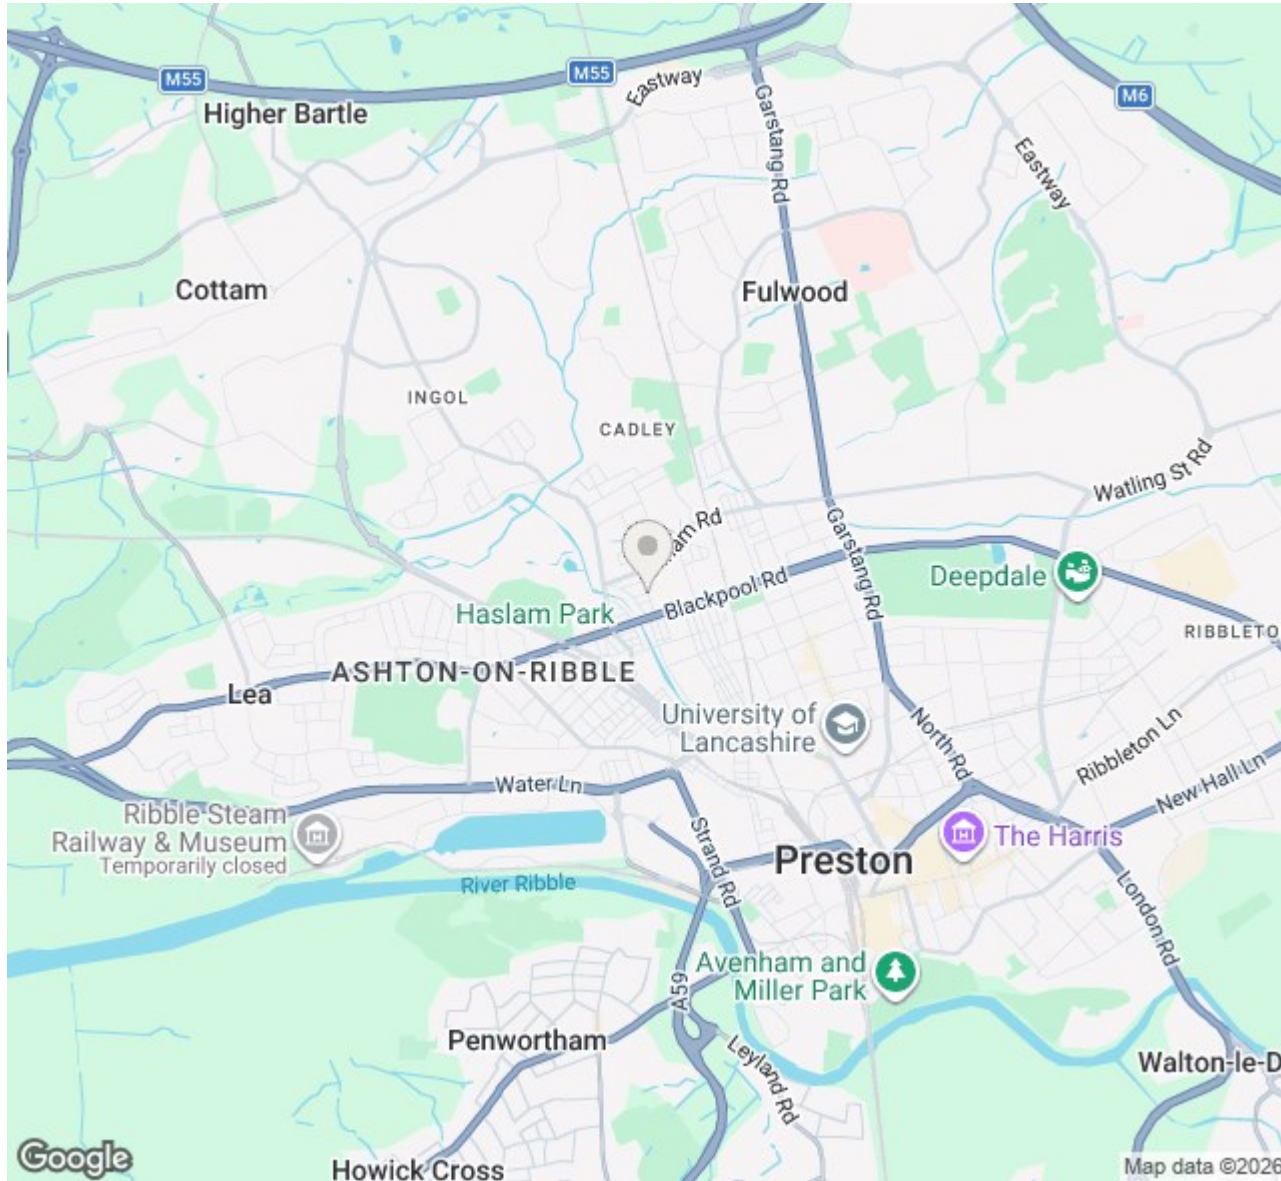 M55
M55
Eastway
M6
Higher Bartle
Garstang Rd
Eastway
Cottam
Fulwood
INGOL
CADLEY
Watling St Rd
Garstang Rd
Blackpool Rd
Deepdale
Haslam Park
RIBBLETO
ASHTON-ON-RIBBLE
Lea
University of
Lancashire
North Rd
Ribbleton Ln
New Hall Ln
Water Ln
Ribble Steam
Railway & Museum
Temporarily closed
Strand Rd
The Harris
Preston
River Ribble
London Rd
Avenham and
Miller Park
A59
Penwortham
Leyland Rd
Walton-le-D
Howick Cross
Google
Map data ©2026